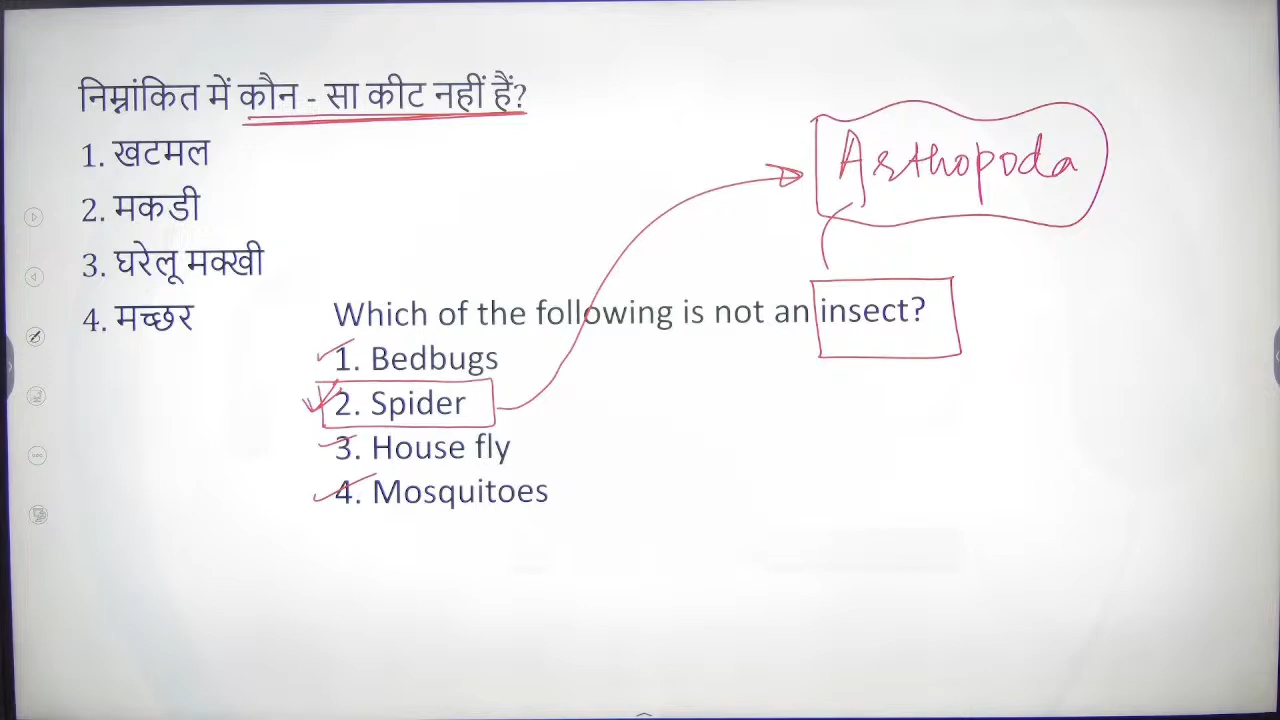 निम्नांकित में कौन - सा कीट नहीं हैं?
1. खटमल
2. मकडी
3. घरेलू मक्खी
4. मच्छर
Arthopoda
Which of the following is not an insect?
1. Bedbugs
2. Spider
3. House fly
4. Mosquitoes